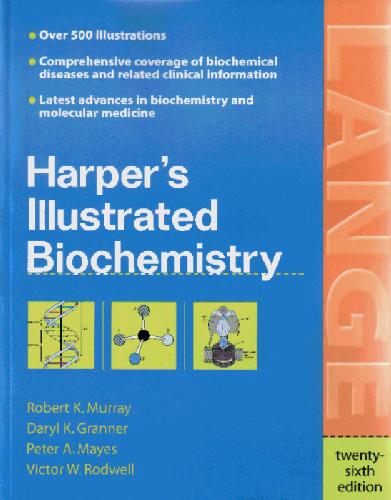 Over 500 illustrations
Comprehensive coverage of biochemical
diseases and related clinical information
Latest advances in biochemistry and
molecular medicine
Harper's
Illustrated
Biochemistry
Robert K. Murray
Daryl K. Granner
Peter A. Mayes
Victor W. Rodwell
LANGE
twenty-
sixth edition